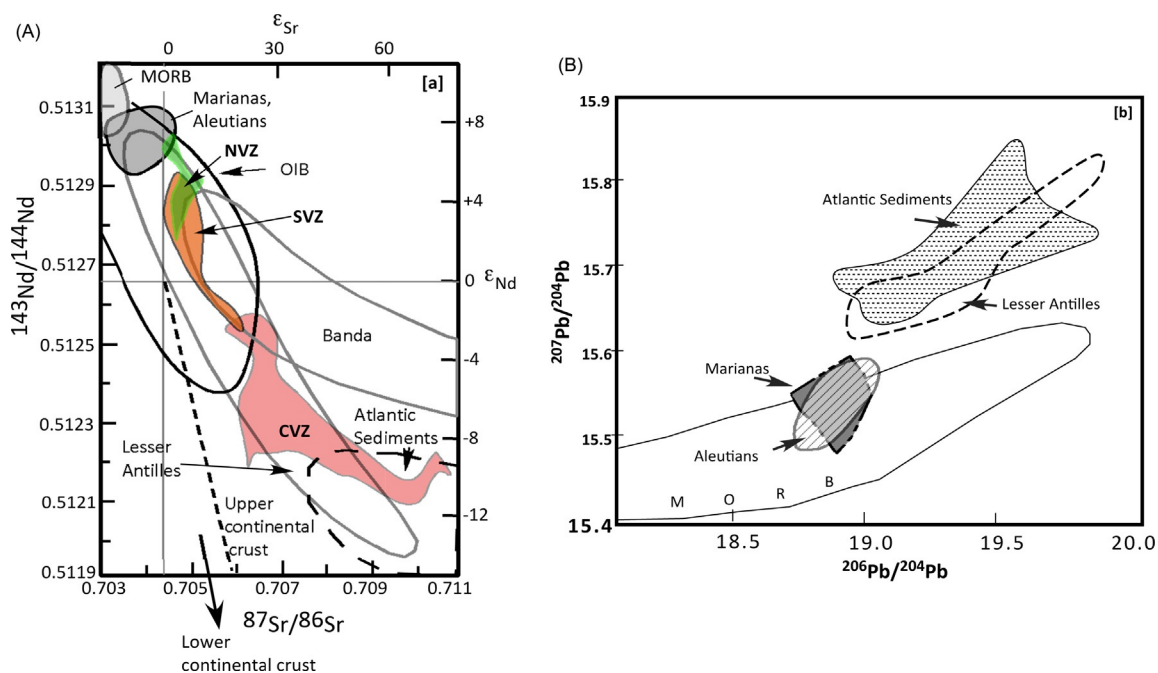 (A)
εSr
0 30 60
MORB
[a]
Marianas,
Aleutians
NVZ
OIB
SVZ
Banda
CVZ
Atlantic
Sediments
Lesser
Antilles
Upper
continental
crust
Lower
continental crust
143Nd/144Nd
0.5131
0.5129
0.5127
0.5125
0.5123
0.5121
0.5119
+8
+4
0 εNd
-4
-8
-12
0.703 0.705 0.707 0.709 0.711
87Sr/86Sr
(B)
[b]
207Pb/204Pb
15.9
15.8
15.7
15.6
15.5
15.4
Atlantic Sediments
Lesser Antilles
Marianas
Aleutians
M O R B
18.5 19.0 19.5 20.0
206Pb/204Pb